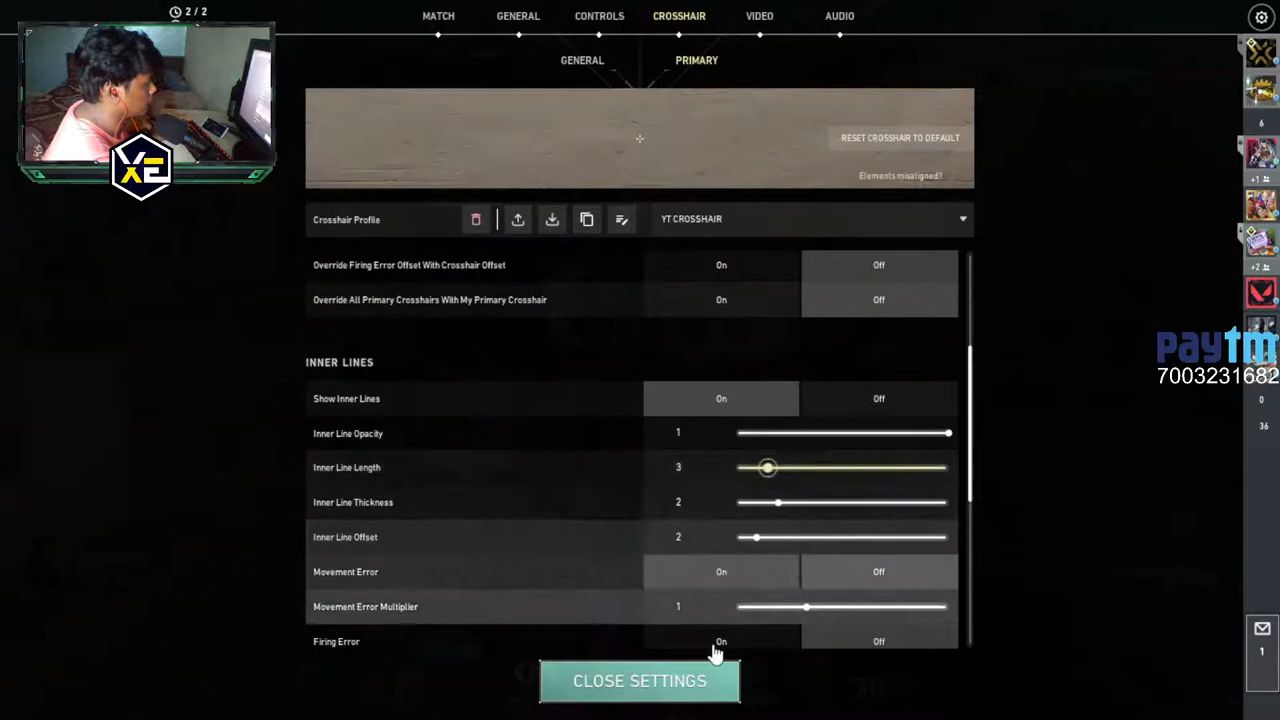 2 / 2
MATCH
GENERAL
CONTROLS
CROSSHAIR
VIDEO
AUDIO
GENERAL
PRIMARY
RESET CROSSHAIR TO DEFAULT
Elements misaligned?
Crosshair Profile
YT CROSSHAIR
Override Firing Error Offset With Crosshair Offset On Off
Override All Primary Crosshairs With My Primary Crosshair On Off
INNER LINES
Show Inner Lines On Off
Inner Line Opacity 1
Inner Line Length 3
Inner Line Thickness 2
Inner Line Offset 2
Movement Error On Off
Movement Error Multiplier 1
Firing Error On Off
CLOSE SETTINGS
paytm
7003231682
6
+1
+2
0
36
1